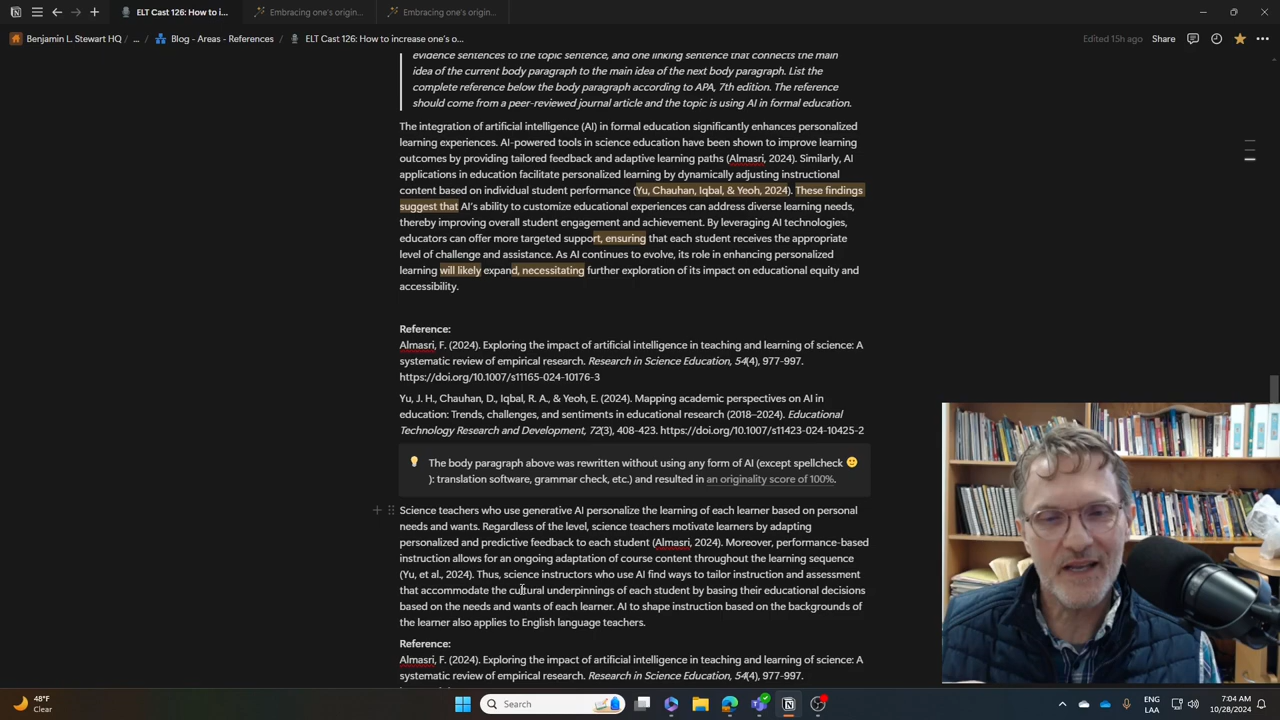 ELT Cast 126: How to i...
Embracing one's origin...
Embracing one's origin...
Benjamin L. Stewart HQ / ... / Blog - Areas - References / ELT Cast 126: How to increase one's o...
Edited 15h ago Share
evidence sentences to the topic sentence, and one linking sentence that connects the main
idea of the current body paragraph to the main idea of the next body paragraph. List the
complete reference below the body paragraph according to APA, 7th edition. The reference
should come from a peer-reviewed journal article and the topic is using AI in formal education.
The integration of artificial intelligence (AI) in formal education significantly enhances personalized
learning experiences. AI-powered tools in science education have been shown to improve learning
outcomes by providing tailored feedback and adaptive learning paths (Almasri, 2024). Similarly, AI
applications in education facilitate personalized learning by dynamically adjusting instructional
content based on individual student performance (Yu, Chauhan, Iqbal, & Yeoh, 2024). These findings
suggest that AI's ability to customize educational experiences can address diverse learning needs,
thereby improving overall student engagement and achievement. By leveraging AI technologies,
educators can offer more targeted support, ensuring that each student receives the appropriate
level of challenge and assistance. As AI continues to evolve, its role in enhancing personalized
learning will likely expand, necessitating further exploration of its impact on educational equity and
accessibility.
Reference:
Almasri, F. (2024). Exploring the impact of artificial intelligence in teaching and learning of science: A
systematic review of empirical research. Research in Science Education, 54(4), 977-997.
https://doi.org/10.1007/s11165-024-10176-3
Yu, J. H., Chauhan, D., Iqbal, R. A., & Yeoh, E. (2024). Mapping academic perspectives on AI in
education: Trends, challenges, and sentiments in educational research (2018–2024). Educational
Technology Research and Development, 72(3), 408-423. https://doi.org/10.1007/s11423-024-10425-2
The body paragraph above was rewritten without using any form of AI (except spellcheck 🙂
): translation software, grammar check, etc.) and resulted in an originality score of 100%.
Science teachers who use generative AI personalize the learning of each learner based on personal
needs and wants. Regardless of the level, science teachers motivate learners by adapting
personalized and predictive feedback to each student (Almasri, 2024). Moreover, performance-based
instruction allows for an ongoing adaptation of course content throughout the learning sequence
(Yu, et al., 2024). Thus, science instructors who use AI find ways to tailor instruction and assessment
that accommodate the cultural underpinnings of each student by basing their educational decisions
based on the needs and wants of each learner. AI to shape instruction based on the backgrounds of
the learner also applies to English language teachers.
Reference:
Almasri, F. (2024). Exploring the impact of artificial intelligence in teaching and learning of science: A
systematic review of empirical research. Research in Science Education, 54(4), 977-997.
48°F
Clear
Search
ENG
LAA
7:04 AM
10/28/2024